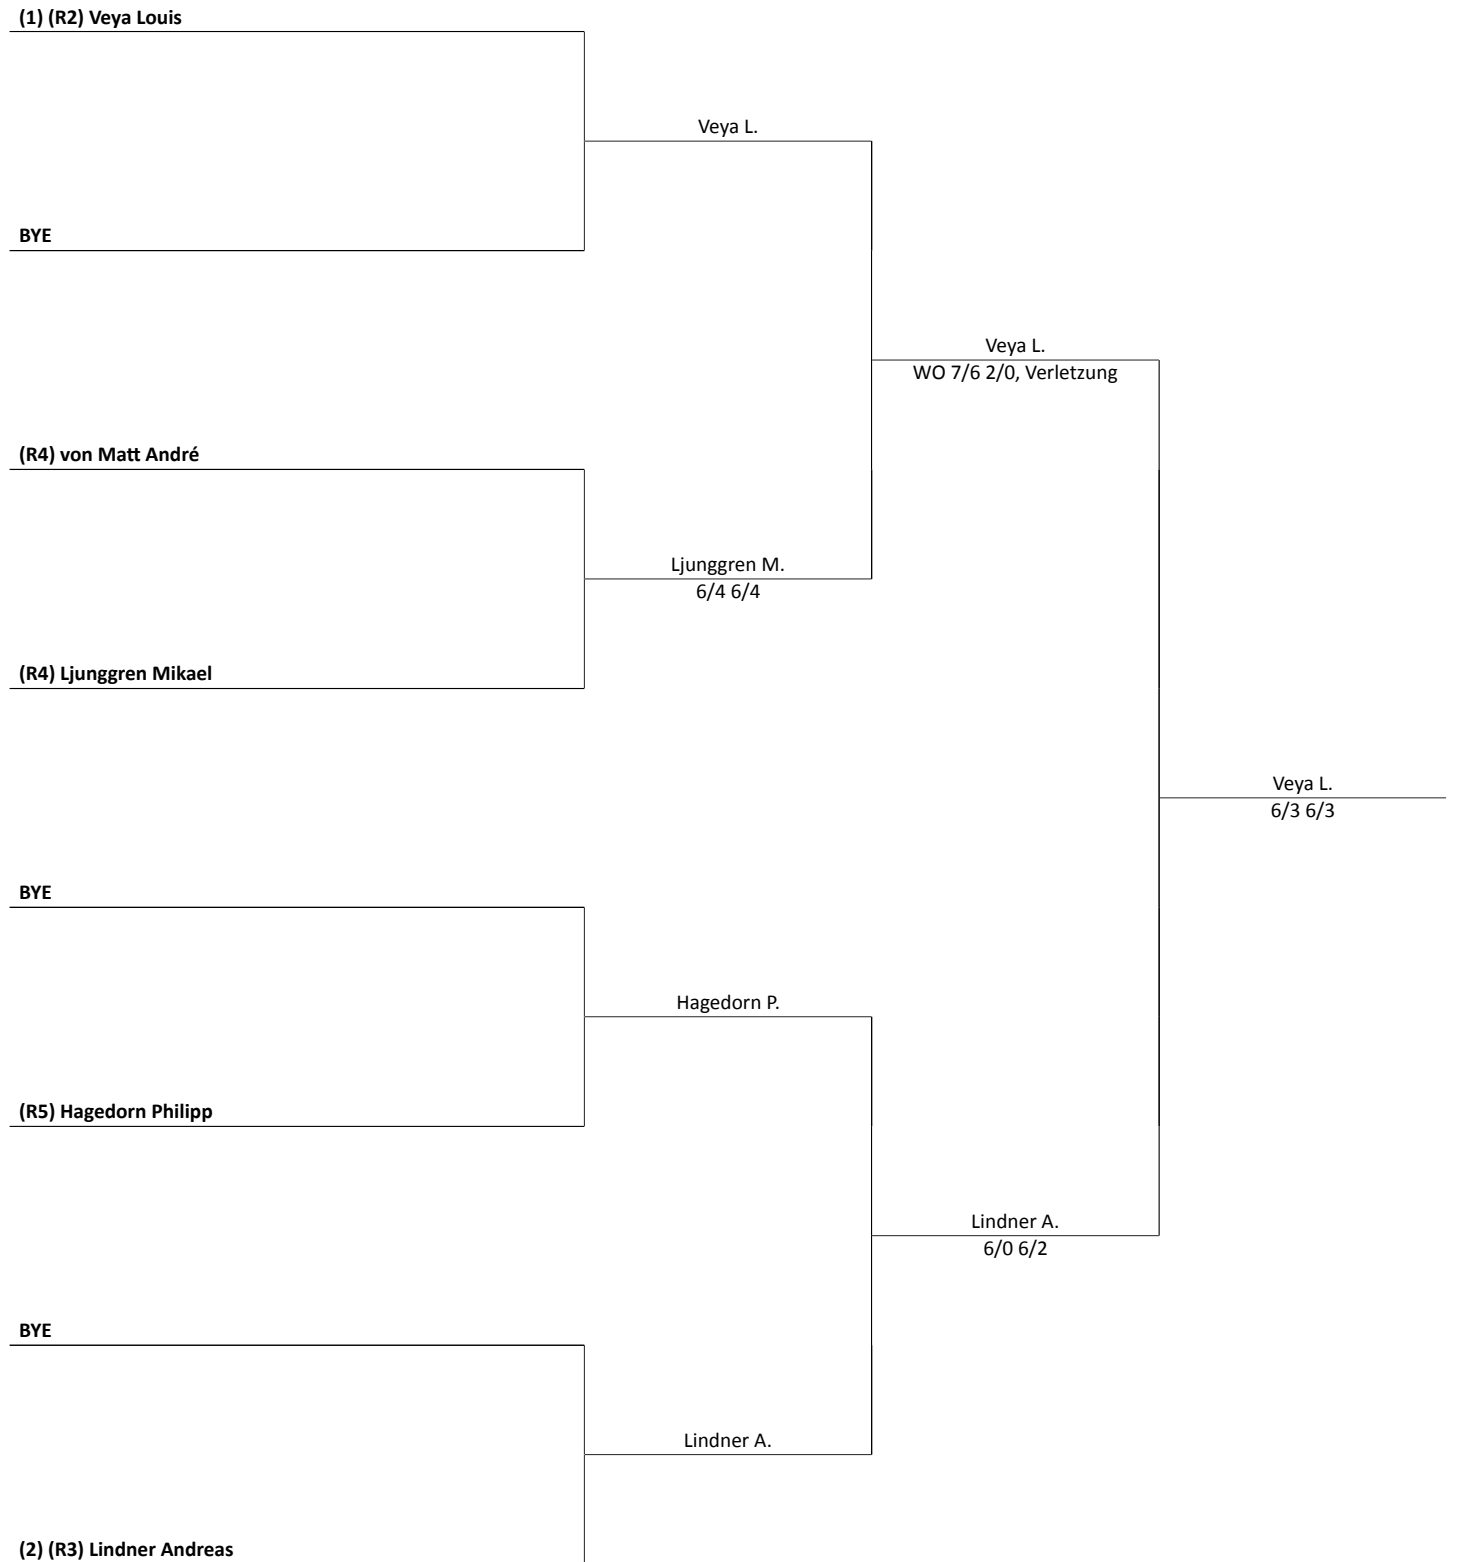 (1) (R2) Veya Louis
Veya L.
BYE
Veya L.
WO 7/6 2/0, Verletzung
(R4) von Matt André
Ljunggren M.
6/4 6/4
(R4) Ljunggren Mikael
Veya L.
6/3 6/3
BYE
Hagedorn P.
(R5) Hagedorn Philipp
Lindner A.
6/0 6/2
BYE
Lindner A.
(2) (R3) Lindner Andreas